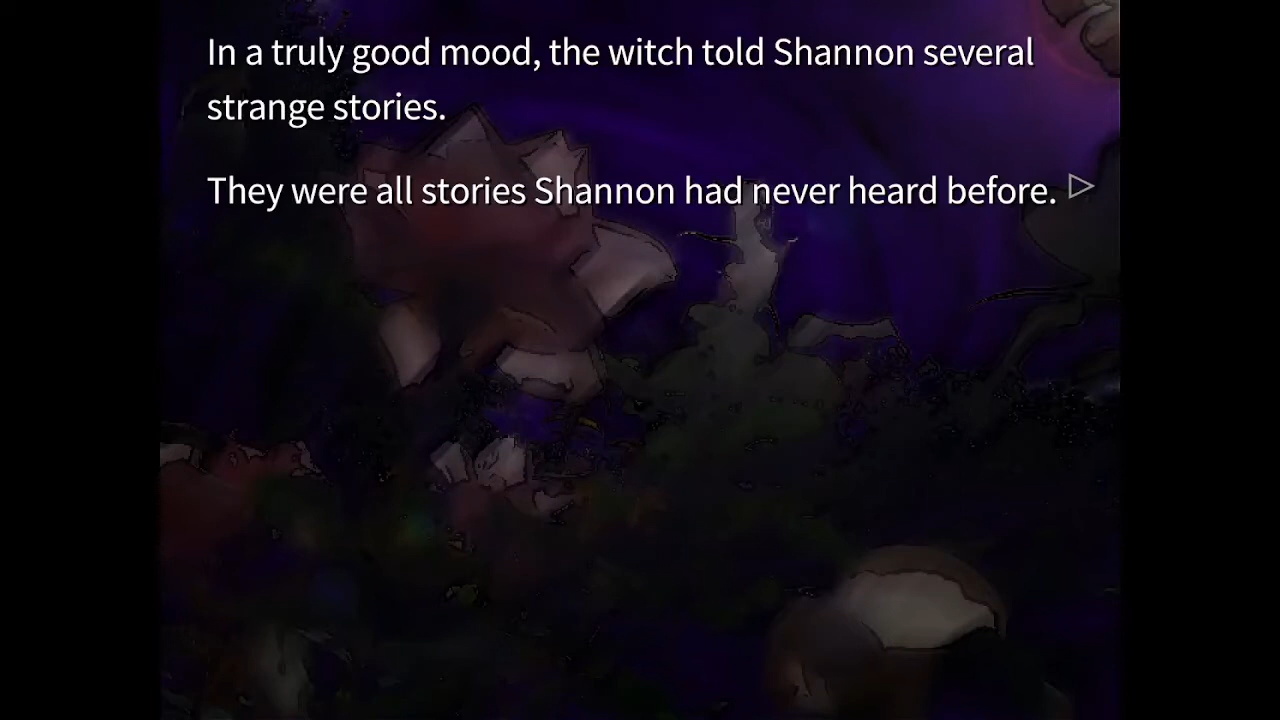 In a truly good mood, the witch told Shannon several
strange stories.
They were all stories Shannon had never heard before.